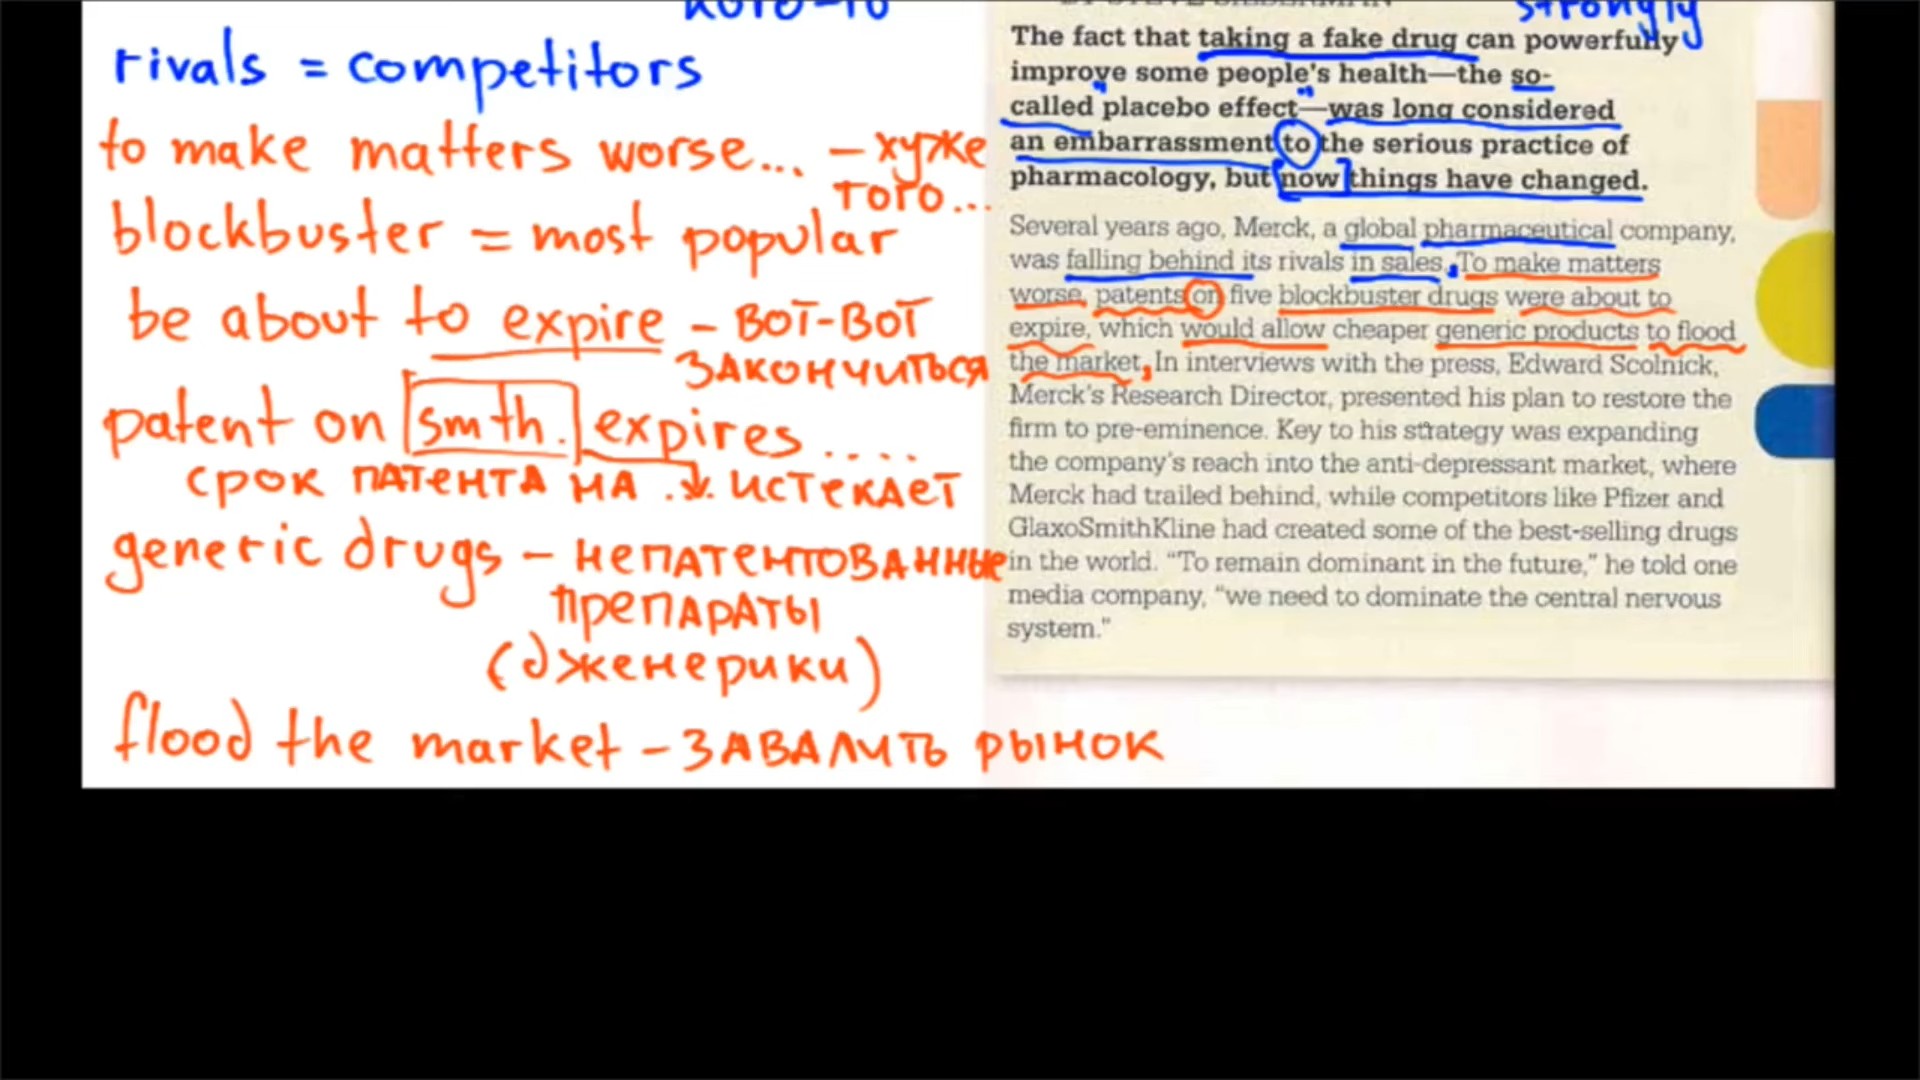 кого-то
rivals = competitors
to make matters worse... – хуже
того...
blockbuster = most popular
be about to expire – вот-вот
закончиться
patent on smth. expires ....
срок патента на ... истекает
generic drugs – непатентованные
препараты
(дженерики)
flood the market – завалить рынок
strongly
The fact that taking a fake drug can powerfully
improve some people's health—the so-
called placebo effect—was long considered
an embarrassment to the serious practice of
pharmacology, but now things have changed.
Several years ago, Merck, a global pharmaceutical company,
was falling behind its rivals in sales. To make matters
worse, patents on five blockbuster drugs were about to
expire, which would allow cheaper generic products to flood
the market. In interviews with the press, Edward Scolnick,
Merck's Research Director, presented his plan to restore the
firm to pre-eminence. Key to his strategy was expanding
the company's reach into the anti-depressant market, where
Merck had trailed behind, while competitors like Pfizer and
GlaxoSmithKline had created some of the best-selling drugs
in the world. “To remain dominant in the future,” he told one
media company, “we need to dominate the central nervous
system.”